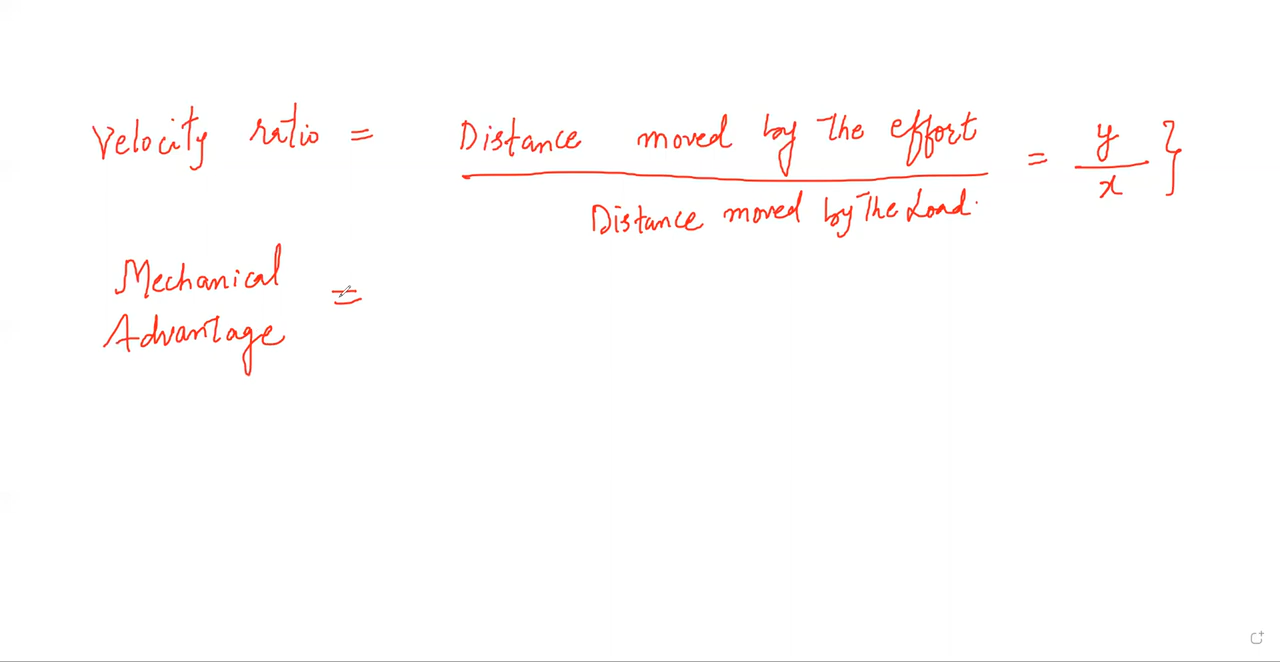 Velocity ratio = Distance moved by the effort / Distance moved by the Load. = y / x }
Mechanical
Advantage =